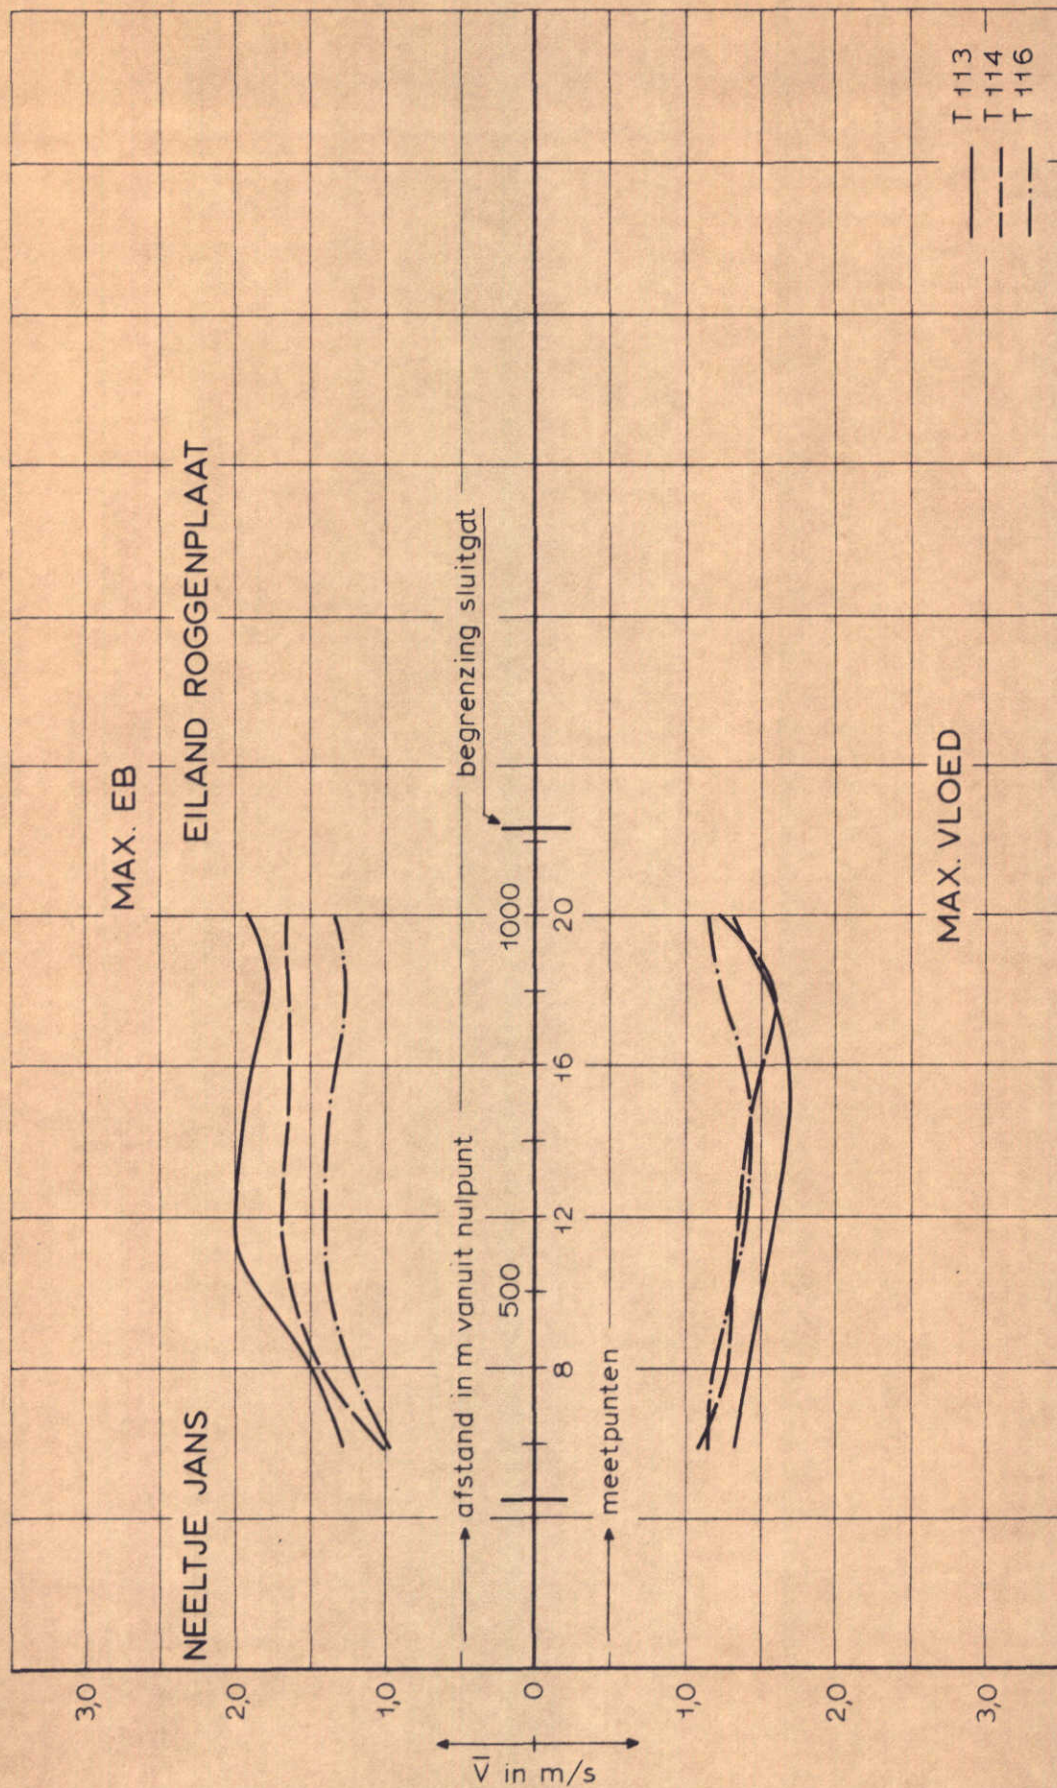 MAX. EB
NEELTJE JANS
EILAND ROGGENPLAAT
3,0
2,0
1,0
0
1,0
2,0
3,0
V̄ in m/s
afstand in m vanuit nulpunt
begrenzing sluitgat
500
1000
8
12
16
20
meetpunten
MAX. VLOED
T 113
T 114
T 116